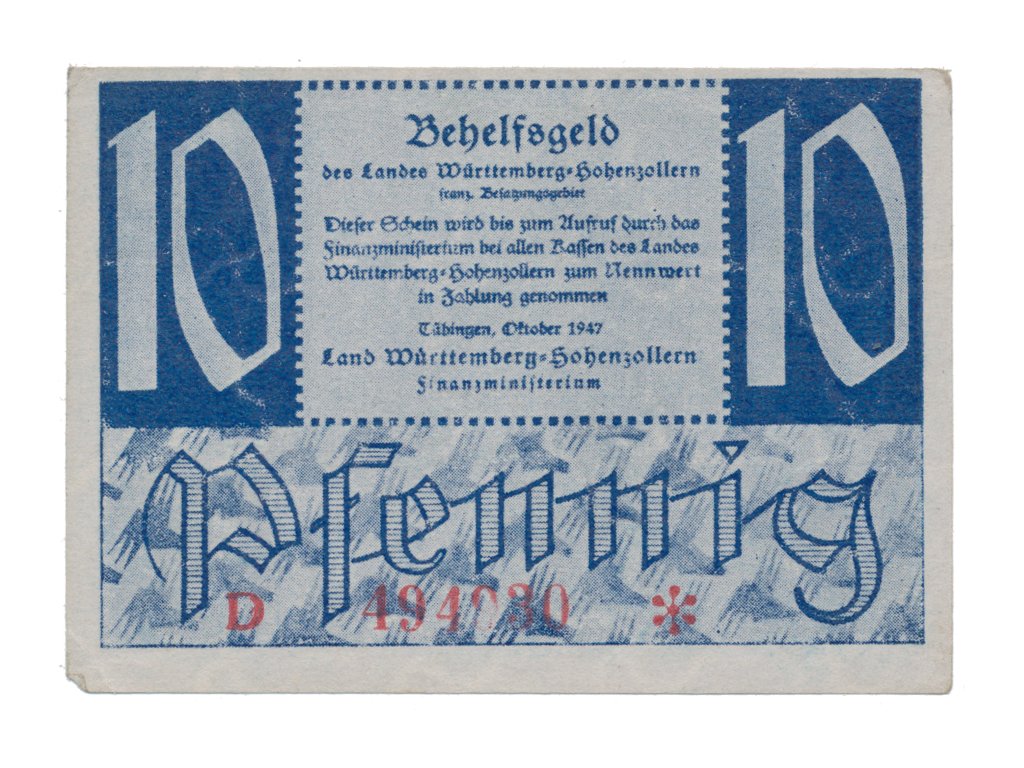 10
10
Behelfsgeld
des Landes Württemberg-Hohenzollern
franz. Besatzungsgebiet
Dieser Schein wird bis zum Aufruf durch das
Finanzministerium bei allen Kassen des Landes
Württemberg-Hohenzollern zum Nennwert
in Zahlung genommen
Tübingen, Oktober 1947
Land Württemberg-Hohenzollern
Finanzministerium
Pfennig
D 494030 *